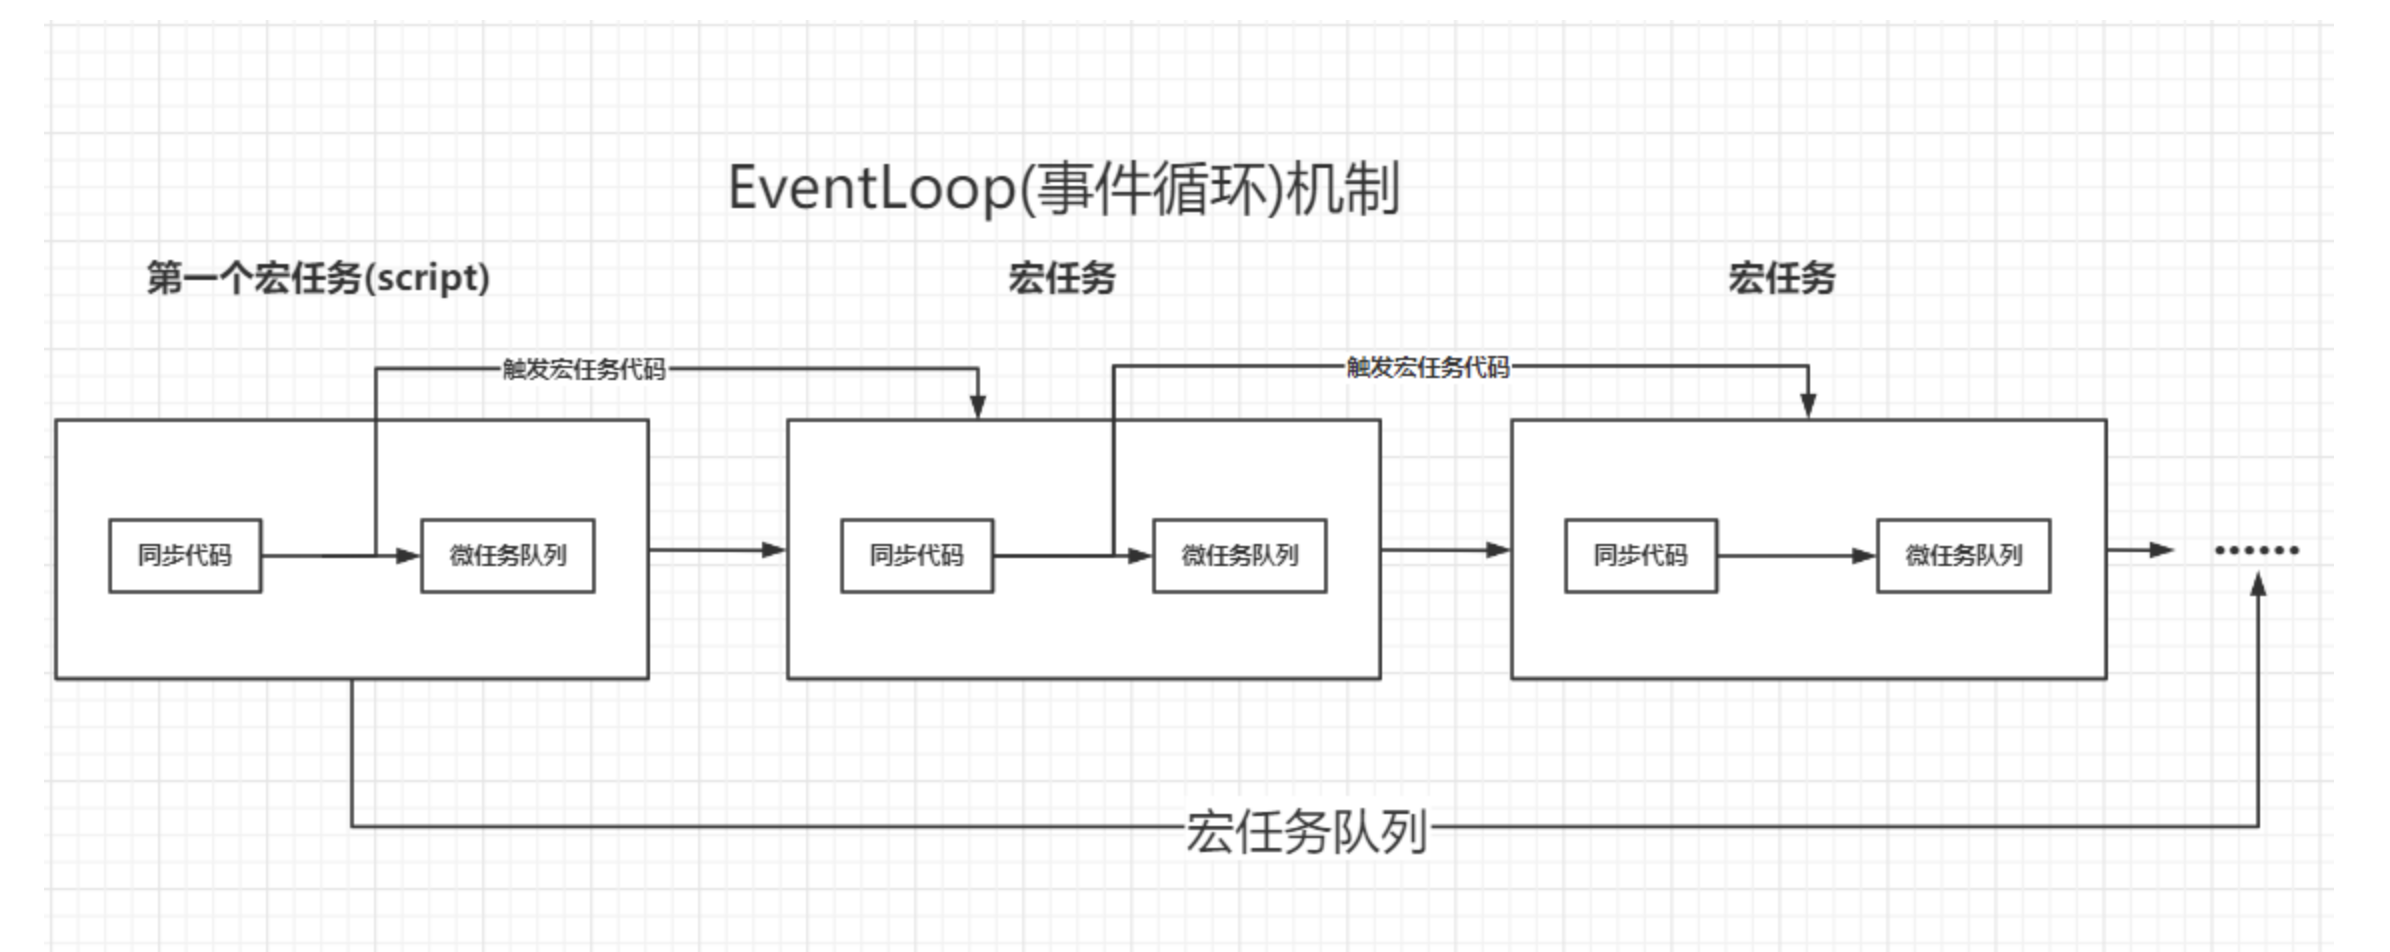 EventLoop(事件循环)机制
第一个宏任务(script)
宏任务
宏任务
触发宏任务代码
触发宏任务代码
同步代码
微任务队列
同步代码
微任务队列
同步代码
微任务队列
宏任务队列